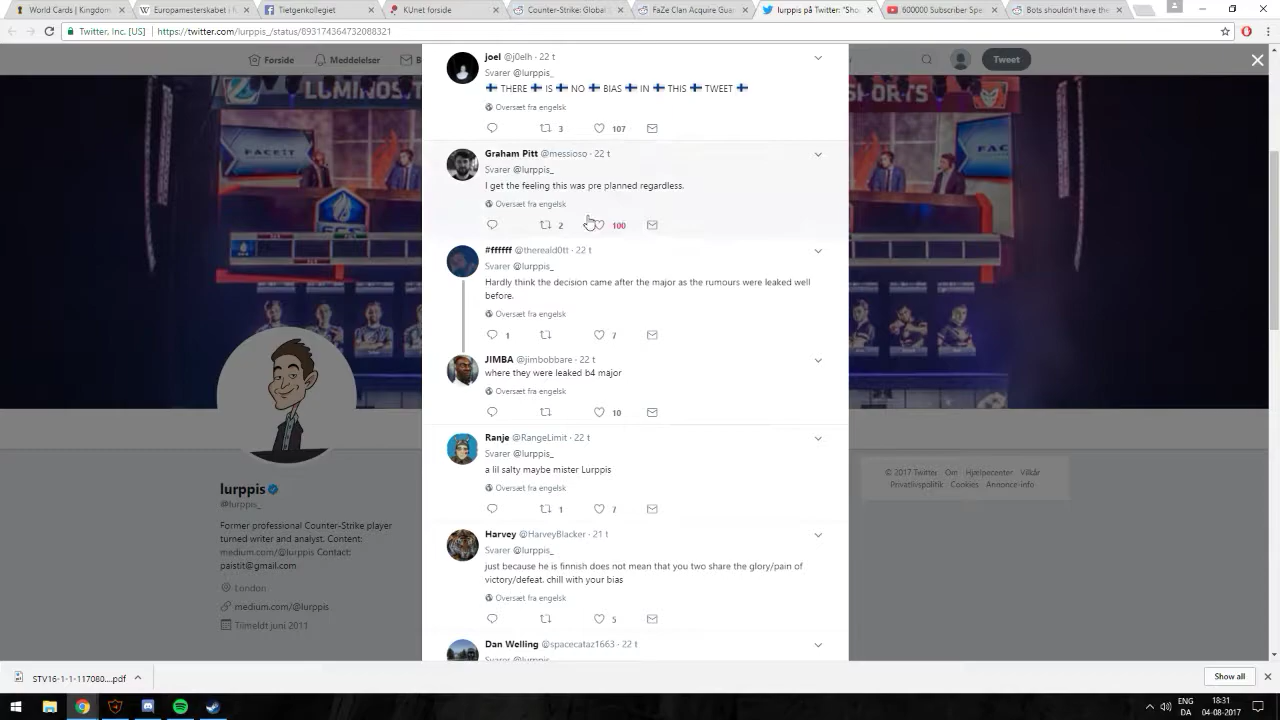 World Cards | Kingdom
Europamesterskabet i fu
Tietgenkollegiet
KUnet forside
Counter-Strike Global
FaZe Clan Acquire Guar
lurppis på Twitter: "Sho
600000 Subscriber Spec
Bots shouldn't have the
Twitter, Inc. [US]
https://twitter.com/lurppis_/status/893174364732088321
Forside
Meddelelser
Tweet
joel @j0elh · 22 t
Svarer @lurppis_
THERE IS NO BIAS IN THIS TWEET
Oversæt fra engelsk
3 107
Graham Pitt @messioso · 22 t
Svarer @lurppis_
I get the feeling this was pre planned regardless.
Oversæt fra engelsk
2 100
#ffffff @thereald0tt · 22 t
Svarer @lurppis_
Hardly think the decision came after the major as the rumours were leaked well
before.
Oversæt fra engelsk
1 7
JIMBA @jimbobbare · 22 t
where they were leaked b4 major
Oversæt fra engelsk
10
Ranje @RangeLimit · 22 t
Svarer @lurppis_
a lil salty maybe mister Lurppis
Oversæt fra engelsk
1 7
Harvey @HarveyBlacker · 21 t
Svarer @lurppis_
just because he is finnish does not mean that you two share the glory/pain of
victory/defeat. chill with your bias
Oversæt fra engelsk
5
Dan Welling @spacecataz1663 · 22 t
Svarer @lurppis_
lurppis
@lurppis_
Former professional Counter-Strike player
turned writer and analyst. Content:
medium.com/@lurppis Contact:
paistit@gmail.com
London
medium.com/@lurppis
Tilmeldt juni 2011
© 2017 Twitter Om Hjælpecenter Vilkår
Privatlivspolitik Cookies Annonce-info
STV16-1-1-117080....pdf
Show all
ENG
DA
18:31
04-08-2017